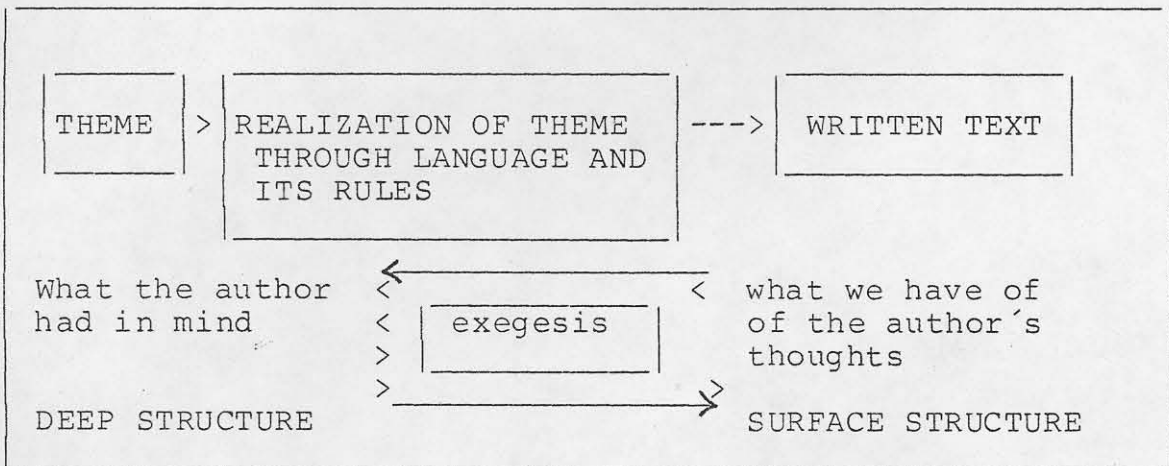 THEME > REALIZATION OF THEME ---> WRITTEN TEXT
THROUGH LANGUAGE AND
ITS RULES
What the author < < what we have of
had in mind < exegesis of the author´s
> thoughts
> >
DEEP STRUCTURE SURFACE STRUCTURE